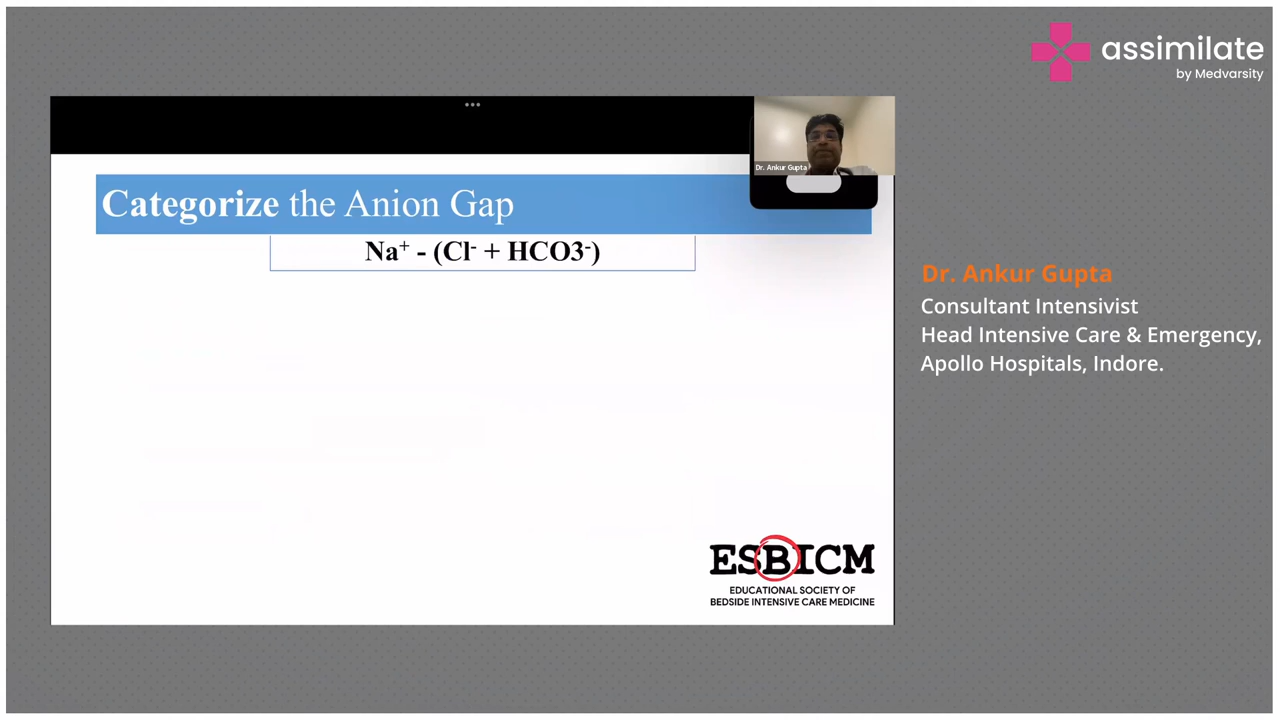 assimilate
by Medvarsity
Dr. Ankur Gupta
Categorize the Anion Gap
Na⁺ - (Cl⁻ + HCO3⁻)
Dr. Ankur Gupta
Consultant Intensivist
Head Intensive Care & Emergency,
Apollo Hospitals, Indore.
ESBICM
EDUCATIONAL SOCIETY OF
BEDSIDE INTENSIVE CARE MEDICINE